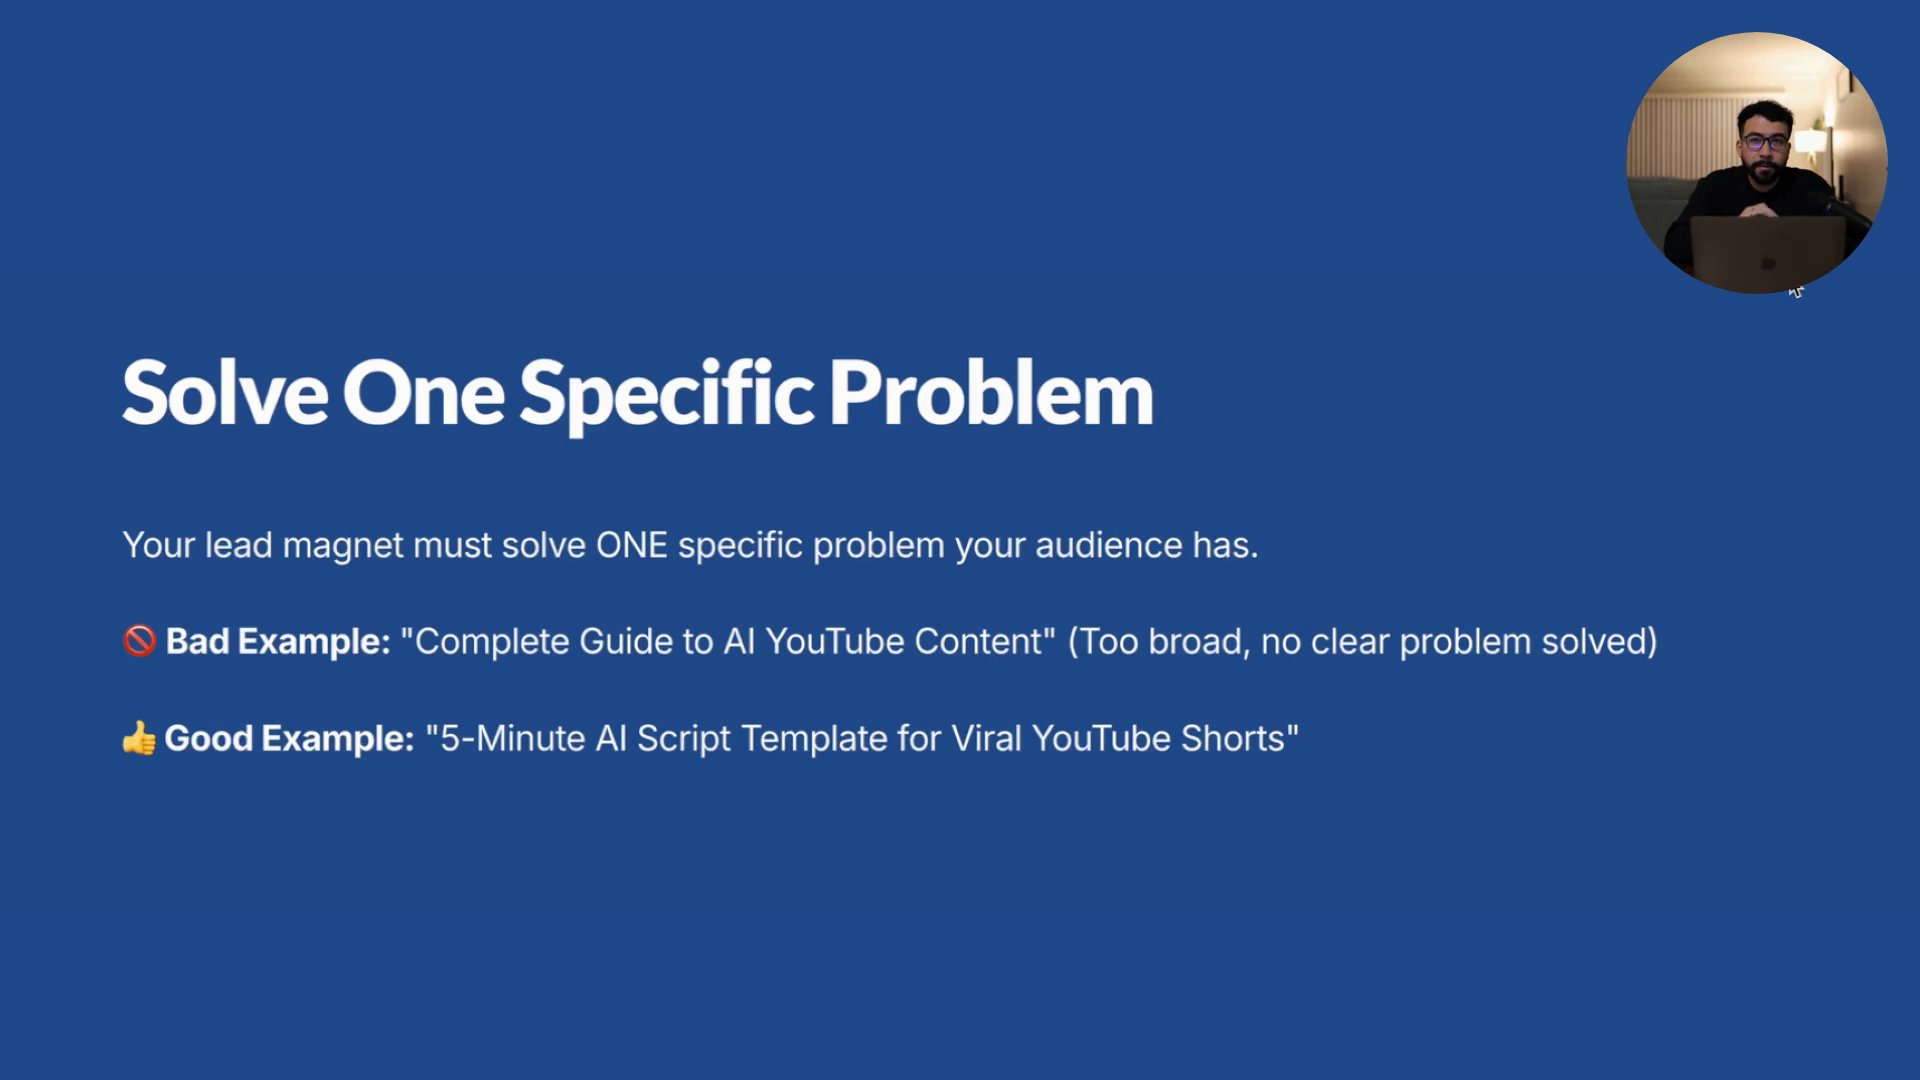 Solve One Specific Problem
Your lead magnet must solve ONE specific problem your audience has.
🚫 Bad Example: "Complete Guide to AI YouTube Content" (Too broad, no clear problem solved)
👍 Good Example: "5-Minute AI Script Template for Viral YouTube Shorts"